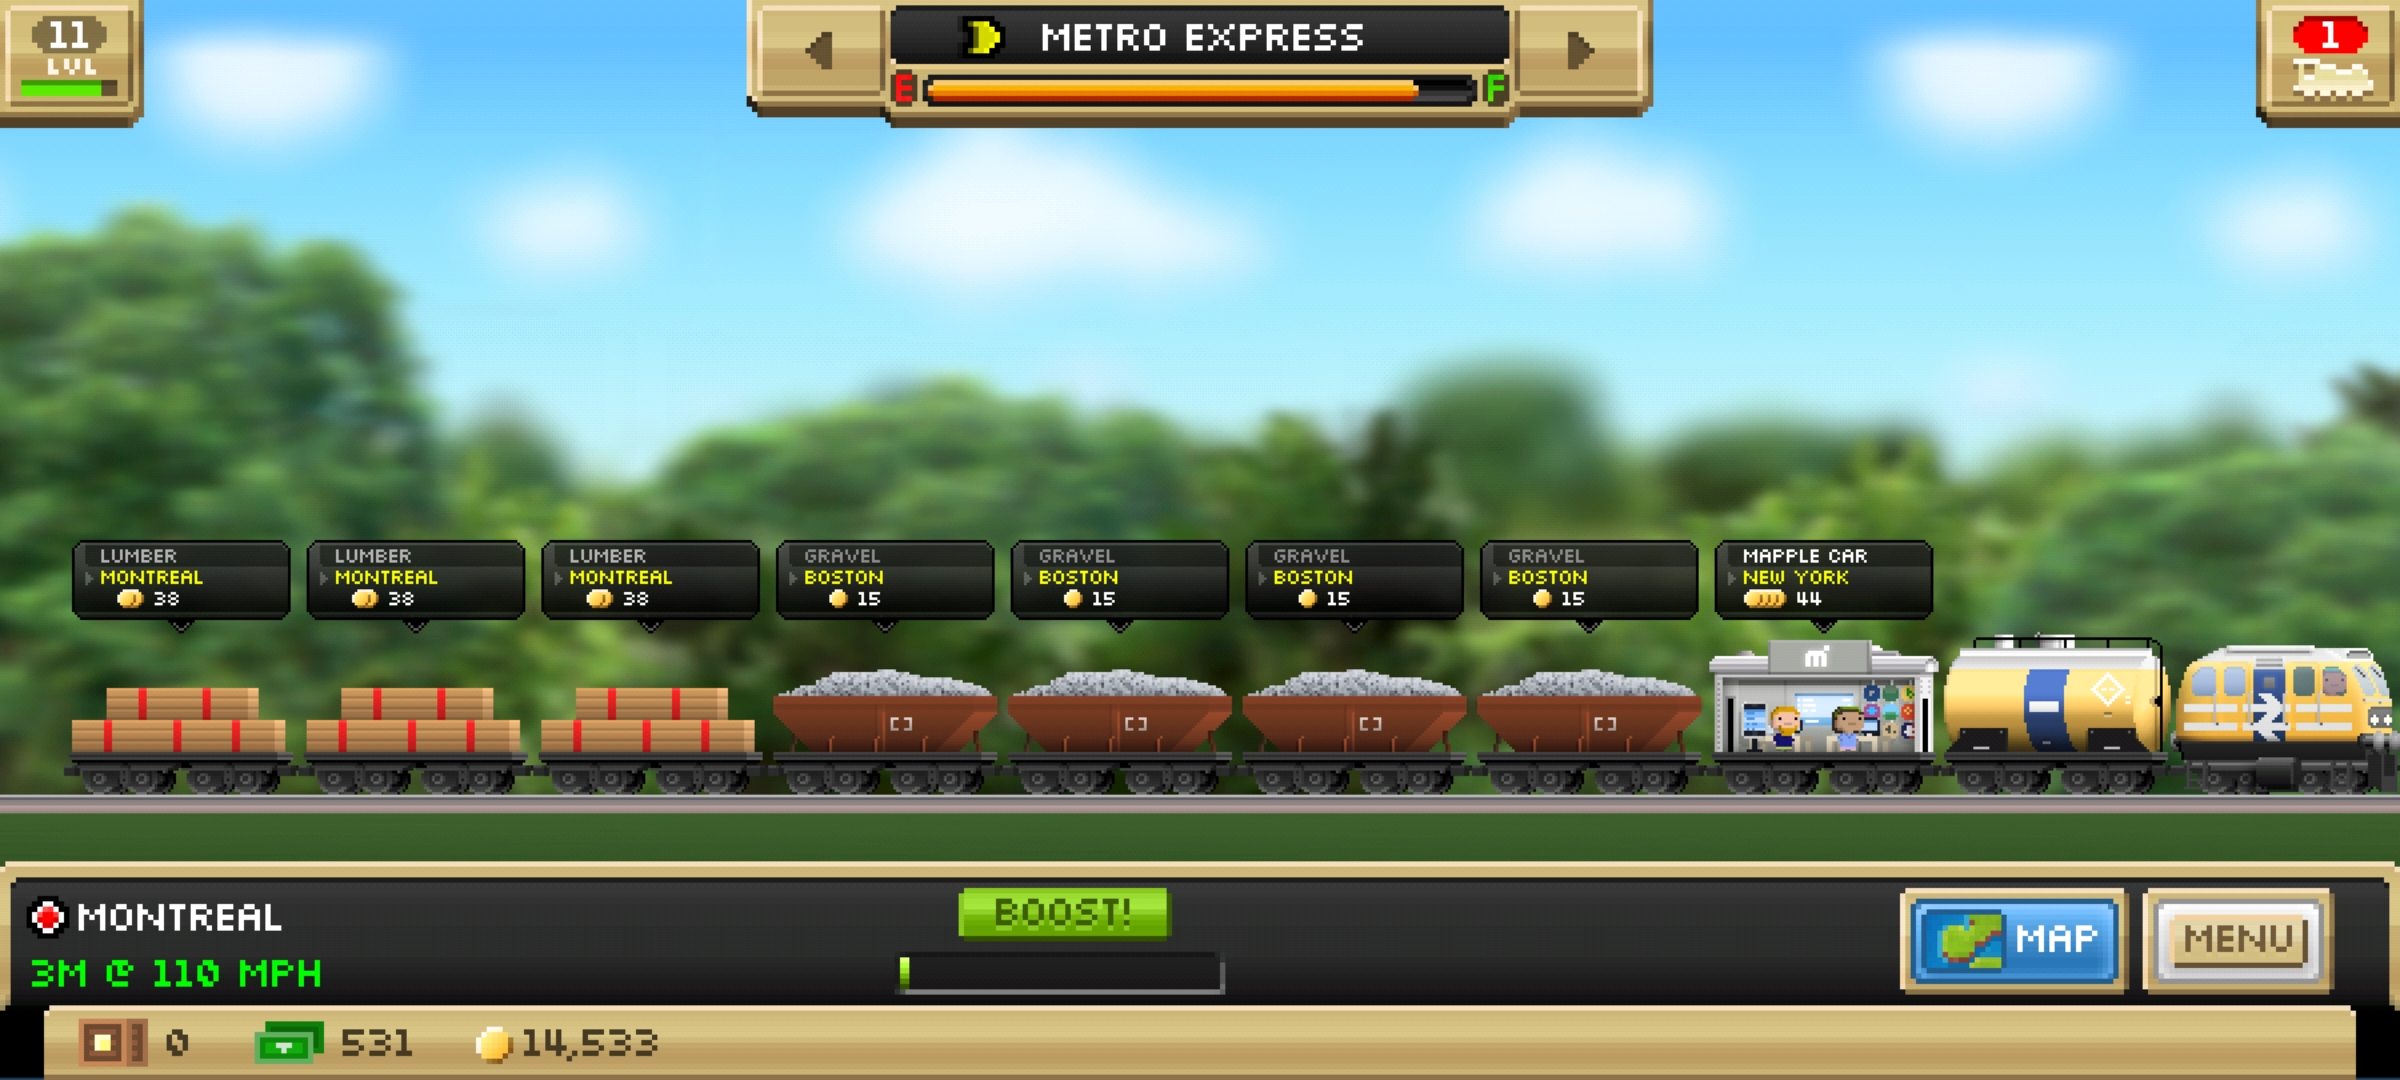 11
LVL
METRO EXPRESS
E F
1
LUMBER
MONTREAL
38
LUMBER
MONTREAL
38
LUMBER
MONTREAL
38
GRAVEL
BOSTON
15
GRAVEL
BOSTON
15
GRAVEL
BOSTON
15
GRAVEL
BOSTON
15
MAPPLE CAR
NEW YORK
44
m
MONTREAL
3M @ 110 MPH
BOOST!
MAP
MENU
0
531
14,533